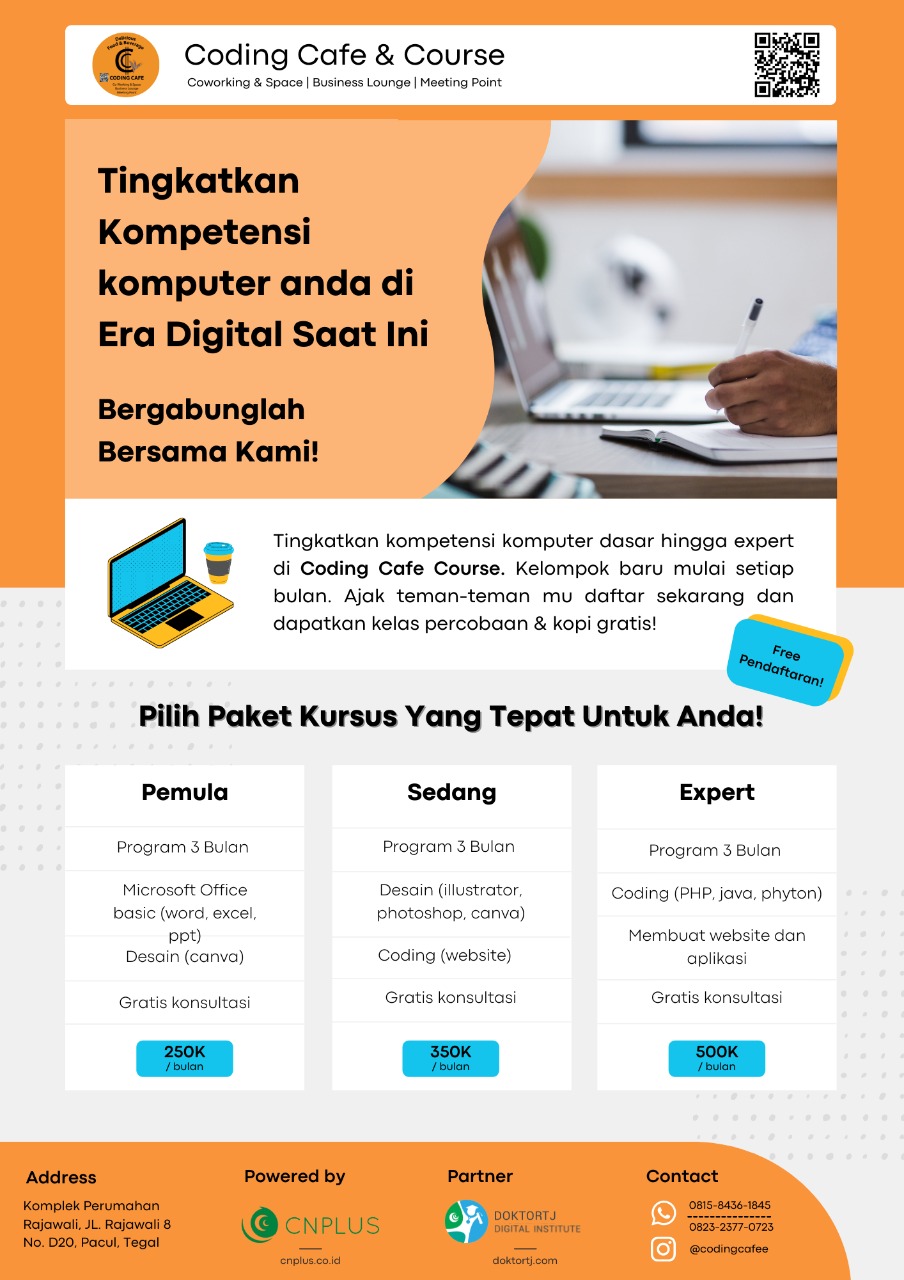 Delicious
Food & Beverage
CODING CAFE
Coding Cafe & Course
Coworking & Space | Business Lounge | Meeting Point
Tingkatkan
Kompetensi
komputer anda di
Era Digital Saat Ini
Bergabunglah
Bersama Kami!
Tingkatkan kompetensi komputer dasar hingga expert
di Coding Cafe Course. Kelompok baru mulai setiap
bulan. Ajak teman-teman mu daftar sekarang dan
dapatkan kelas percobaan & kopi gratis!
Free
Pendaftaran!
Pilih Paket Kursus Yang Tepat Untuk Anda!
Pemula
Program 3 Bulan
Microsoft Office
basic (word, excel,
ppt)
Desain (canva)
Gratis konsultasi
250K
/ bulan
Sedang
Program 3 Bulan
Desain (illustrator,
photoshop, canva)
Coding (website)
Gratis konsultasi
350K
/ bulan
Expert
Program 3 Bulan
Coding (PHP, java, phyton)
Membuat website dan
aplikasi
Gratis konsultasi
500K
/ bulan
Address
Komplek Perumahan
Rajawali, JL. Rajawali 8
No. D20, Pacul, Tegal
Powered by
CNPLUS
cnplus.co.id
Partner
DOKTORTJ
DIGITAL INSTITUTE
doktortj.com
Contact
0815-8436-1845
0823-2377-0723
@codingcafee